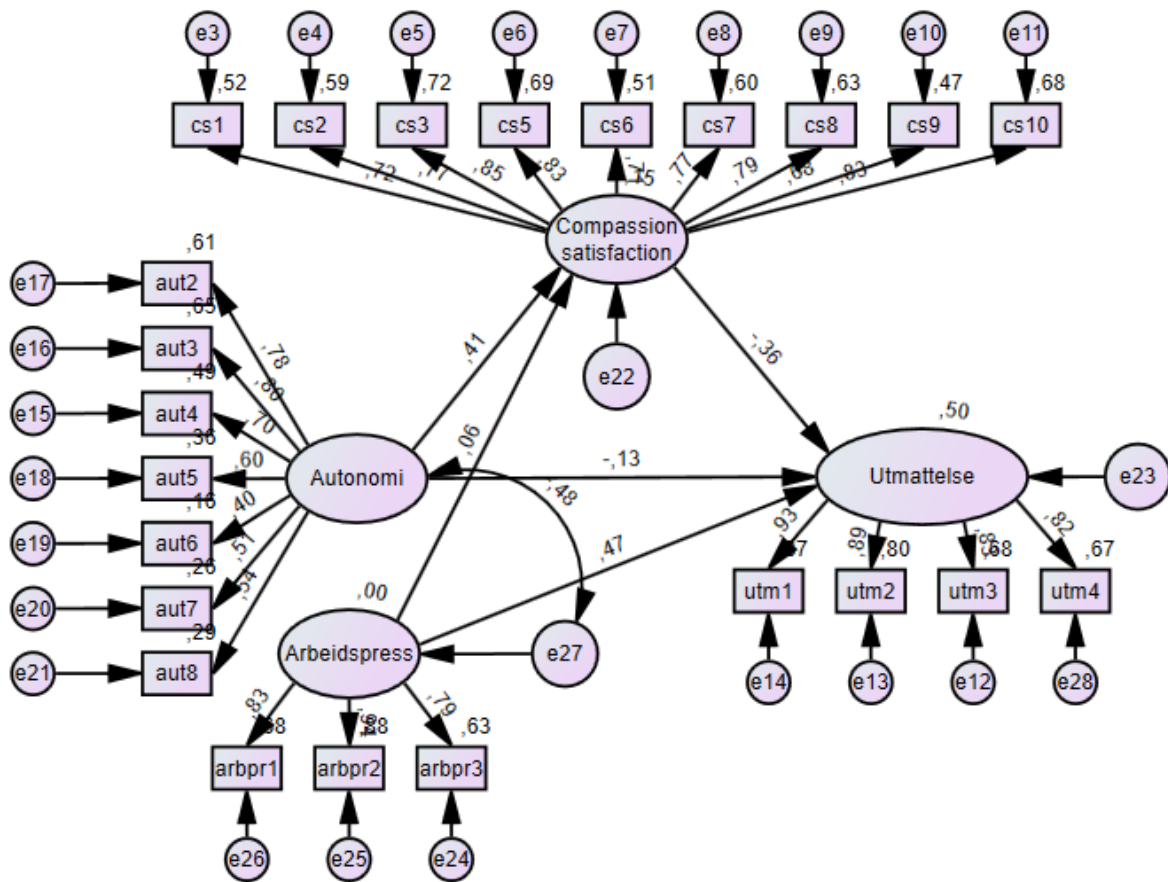 e3 e4 e5 e6 e7 e8 e9 e10 e11
,52 ,59 ,72 ,69 ,51 ,60 ,63 ,47 ,68
cs1 cs2 cs3 cs5 cs6 cs7 cs8 cs9 cs10
,72 ,77 ,85 ,83 ,15 ,77 ,79 ,68 ,83
Compassion
satisfaction
,61
e17 aut2
,65
e16 aut3
,78
,41
-,36
e22
,49
,80
e15 aut4
,70
,50
,36
,06
e18 aut5
,60
Autonomi
-,13
Utmattelse
e23
-,48
,16
,40
e19 aut6
,51
,47
,93 ,89 ,82
,26
,54
,80 ,68 ,67
e20 aut7
,00
utm1 utm2 utm3 utm4
,29
e21 aut8
Arbeidspress
e27
e14 e13 e12 e28
,83 ,79
,63
arbpr1 arbpr2 arbpr3
e26 e25 e24